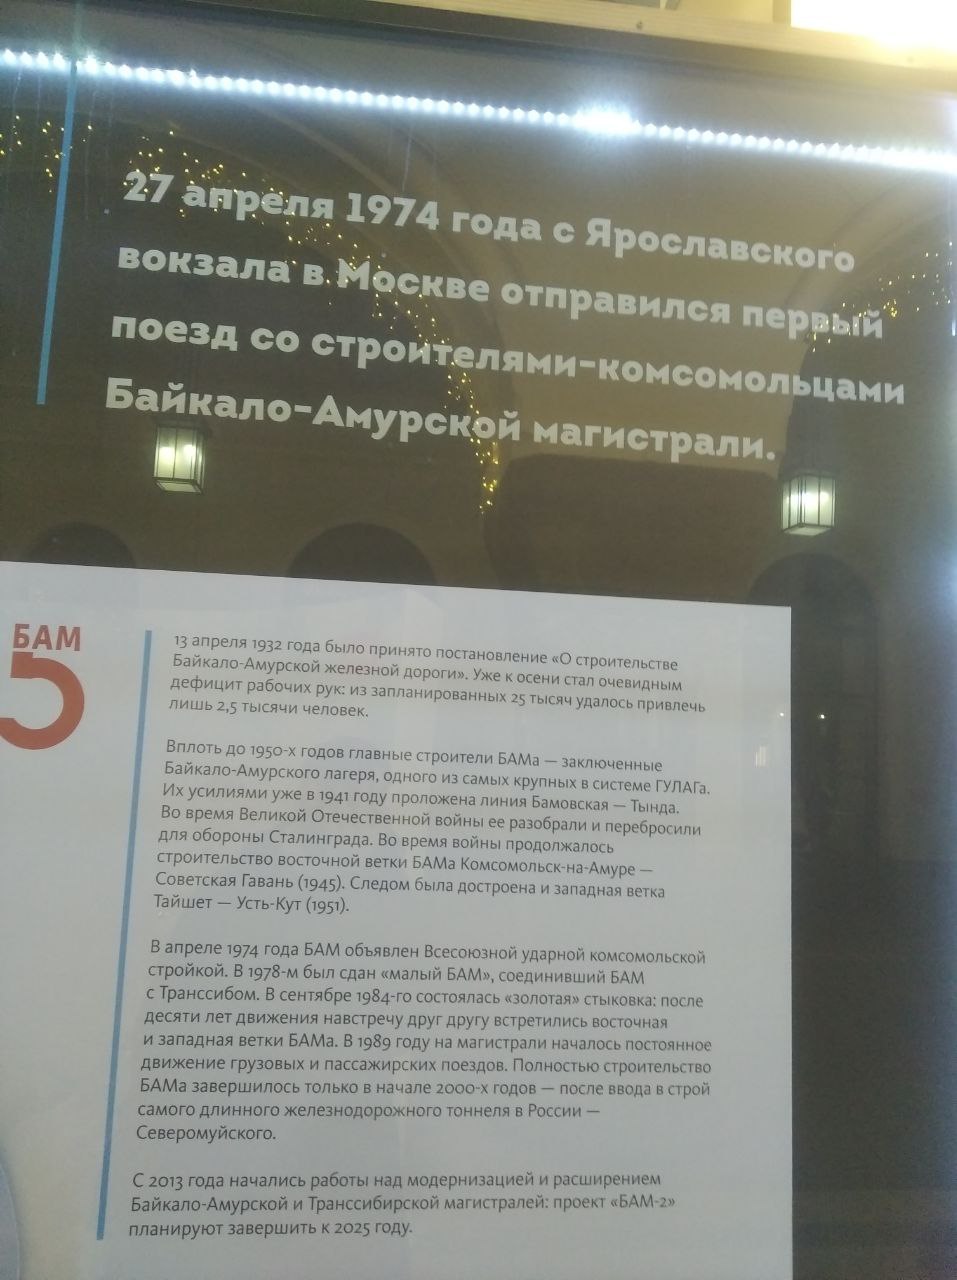 27 апреля 1974 года с Ярославского
вокзала в Москве отправился первый
поезд со строителями-комсомольцами
Байкало-Амурской магистрали.
БАМ
5
13 апреля 1932 года было принято постановление «О строительстве
Байкало-Амурской железной дороги». Уже к осени стал очевидным
дефицит рабочих рук: из запланированных 25 тысяч удалось привлечь
лишь 2,5 тысячи человек.
Вплоть до 1950-х годов главные строители БАМа — заключенные
Байкало-Амурского лагеря, одного из самых крупных в системе ГУЛАГа.
Их усилиями уже в 1941 году проложена линия Бамовская — Тында.
Во время Великой Отечественной войны ее разобрали и перебросили
для обороны Сталинграда. Во время войны продолжалось
строительство восточной ветки БАМа Комсомольск-на-Амуре —
Советская Гавань (1945). Следом была достроена и западная ветка
Тайшет — Усть-Кут (1951).
В апреле 1974 года БАМ объявлен Всесоюзной ударной комсомольской
стройкой. В 1978-м был сдан «малый БАМ», соединивший БАМ
с Транссибом. В сентябре 1984-го состоялась «золотая» стыковка: после
десяти лет движения навстречу друг другу встретились восточная
и западная ветки БАМа. В 1989 году на магистрали началось постоянное
движение грузовых и пассажирских поездов. Полностью строительство
БАМа завершилось только в начале 2000-х годов — после ввода в строй
самого длинного железнодорожного тоннеля в России —
Северомуйского.
С 2013 года начались работы над модернизацией и расширением
Байкало-Амурской и Транссибирской магистралей: проект «БАМ-2»
планируют завершить к 2025 году.